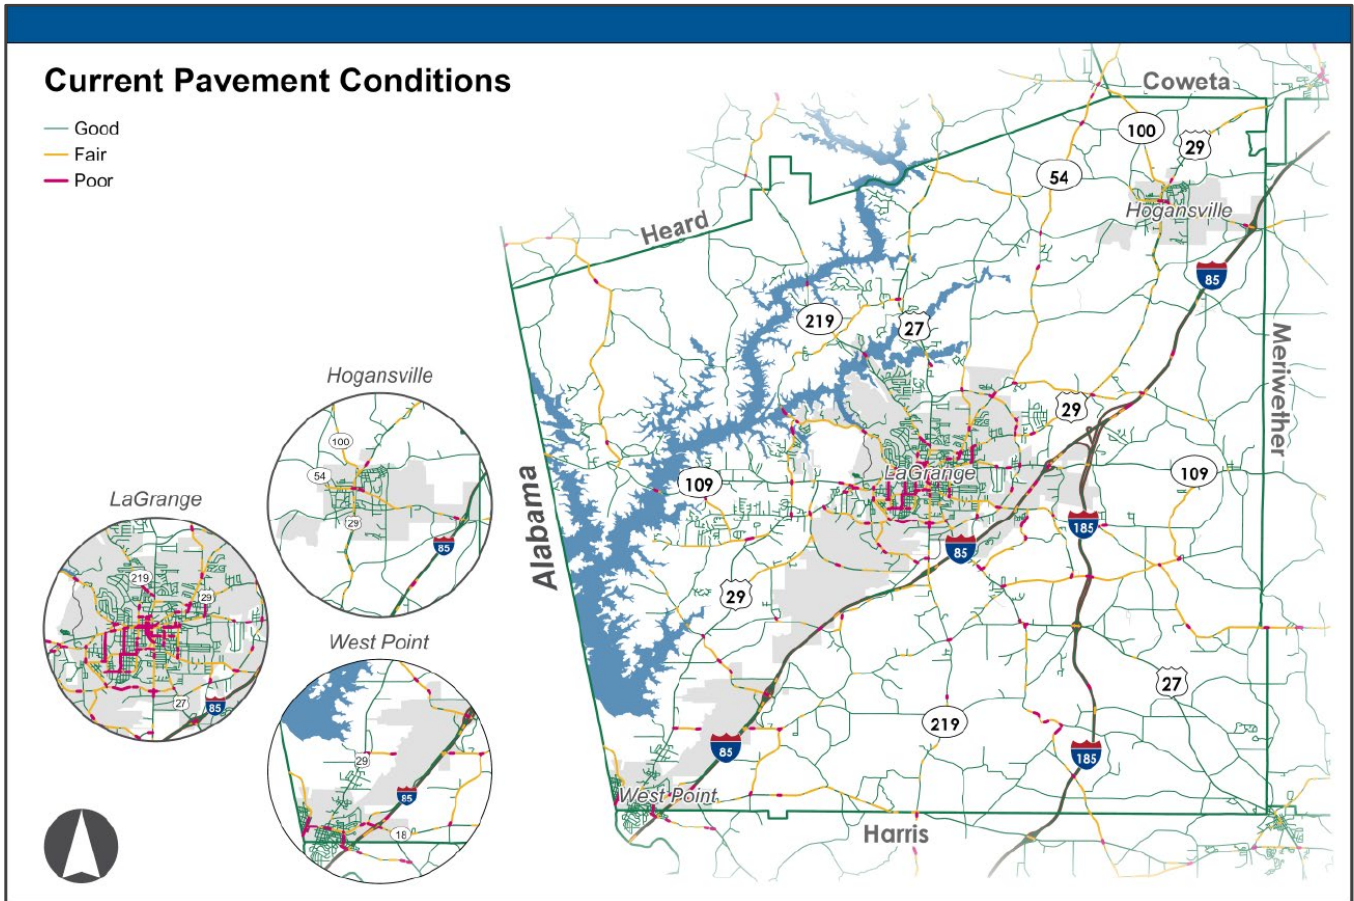 Current Pavement Conditions
Good
Fair
Poor
Coweta
100
29
54
Hogansville
Heard
85
219
27
Meriwether
Hogansville
29
100
54
29
85
Alabama
109
LaGrange
109
LaGrange
219
29
27
85
185
85
29
West Point
29
85
18
27
219
85
185
West Point
Harris